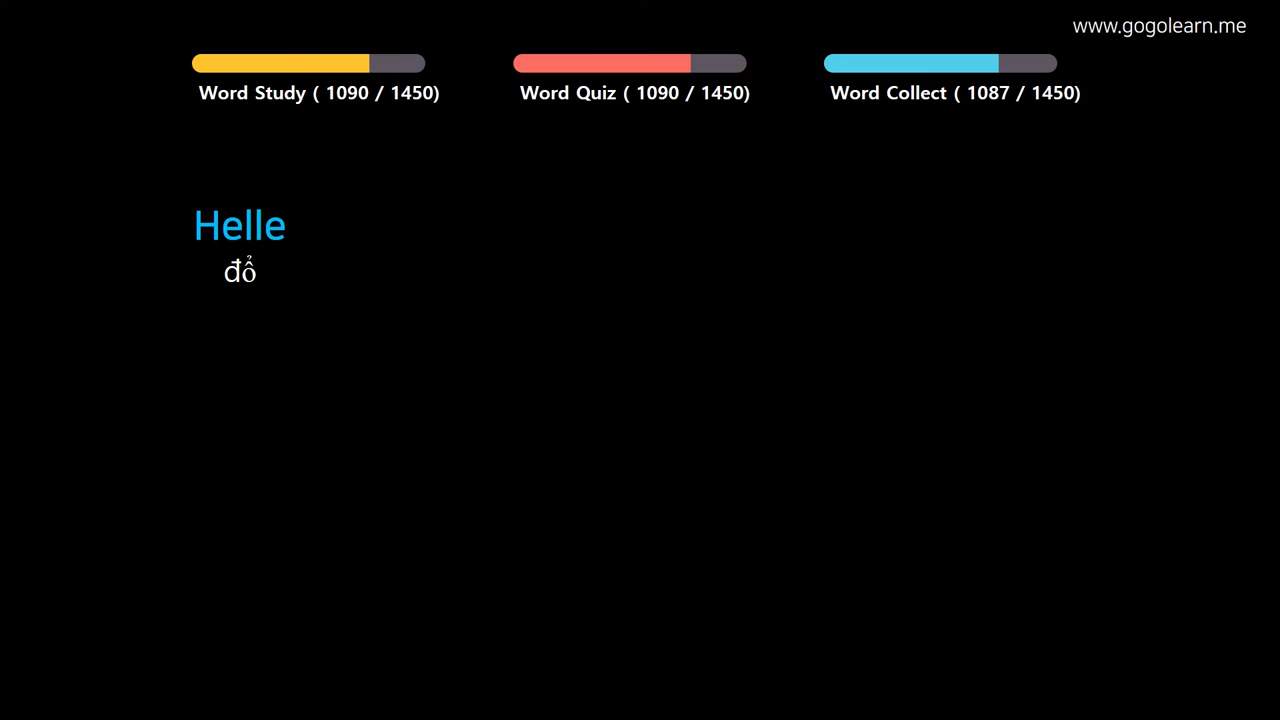 www.gogolearn.me
Word Study ( 1090 / 1450)
Word Quiz ( 1090 / 1450)
Word Collect ( 1087 / 1450)
Helle
đổ